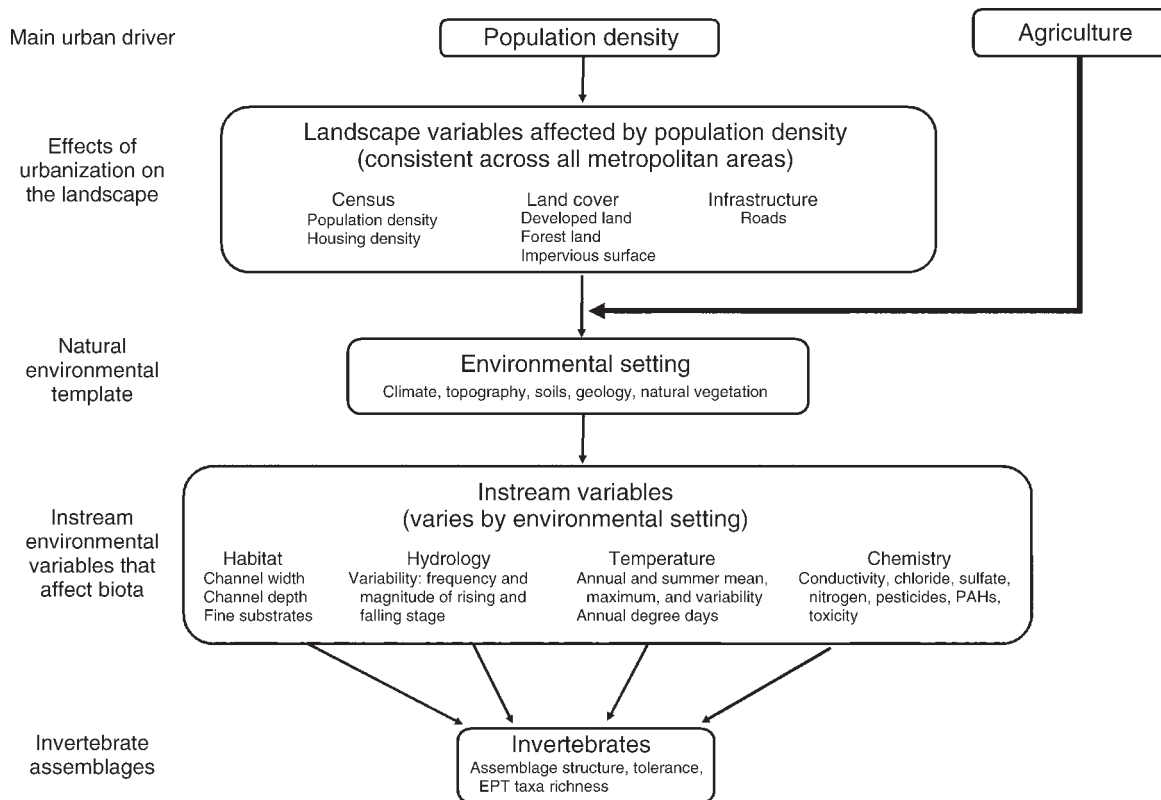 Main urban driver
Population density
Agriculture
Effects of
urbanization on
the landscape
Landscape variables affected by population density
(consistent across all metropolitan areas)
Census
Population density
Housing density
Land cover
Developed land
Forest land
Impervious surface
Infrastructure
Roads
Natural
environmental
template
Environmental setting
Climate, topography, soils, geology, natural vegetation
Instream
environmental
variables that
affect biota
Instream variables
(varies by environmental setting)
Habitat
Channel width
Channel depth
Fine substrates
Hydrology
Variability: frequency and
magnitude of rising and
falling stage
Temperature
Annual and summer mean,
maximum, and variability
Annual degree days
Chemistry
Conductivity, chloride, sulfate,
nitrogen, pesticides, PAHs,
toxicity
Invertebrate
assemblages
Invertebrates
Assemblage structure, tolerance,
EPT taxa richness